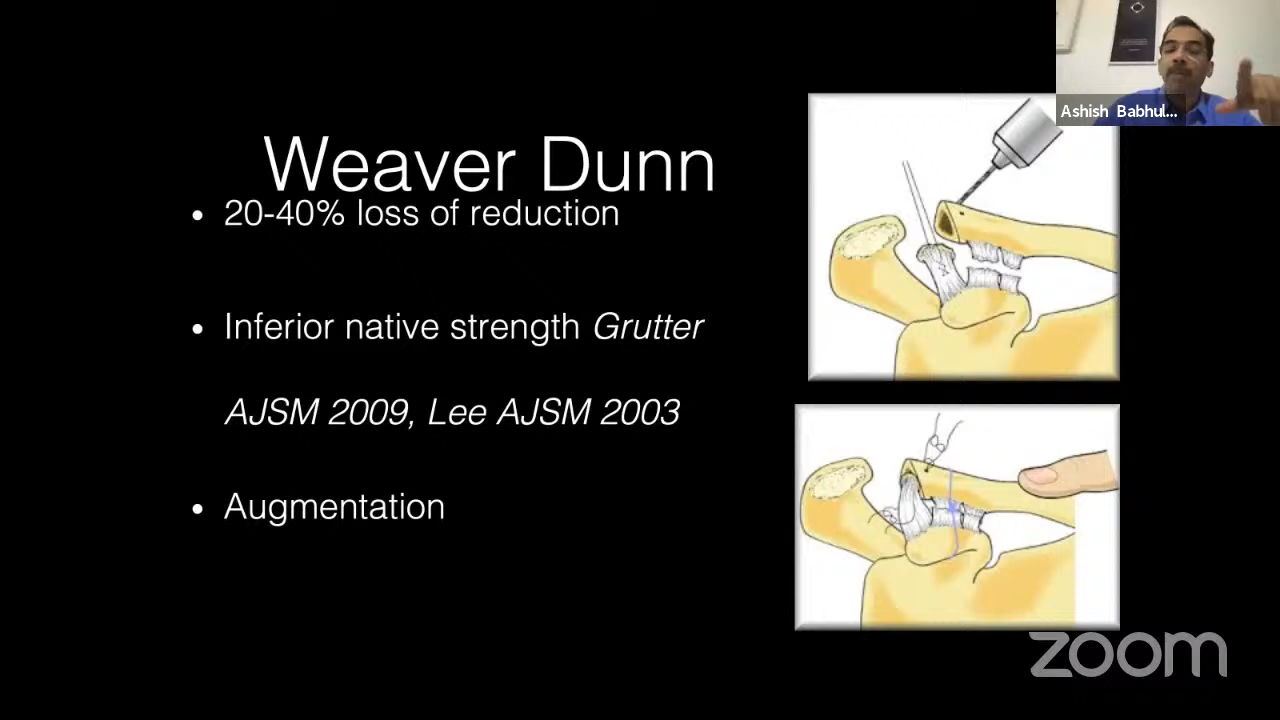 Ashish Babhul...
Weaver Dunn
• 20-40% loss of reduction
• Inferior native strength Grutter
AJSM 2009, Lee AJSM 2003
• Augmentation
zoom